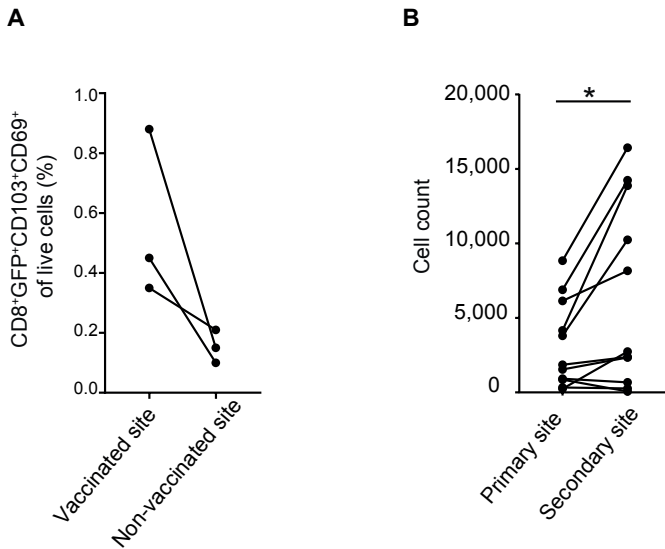 A
CD8⁺GFP⁺CD103⁺CD69⁺
of live cells (%)
1.0
0.8
0.6
0.4
0.2
0.0
Vaccinated site
Non-vaccinated site
B
*
Cell count
20,000
15,000
10,000
5,000
0
Primary site
Secondary site